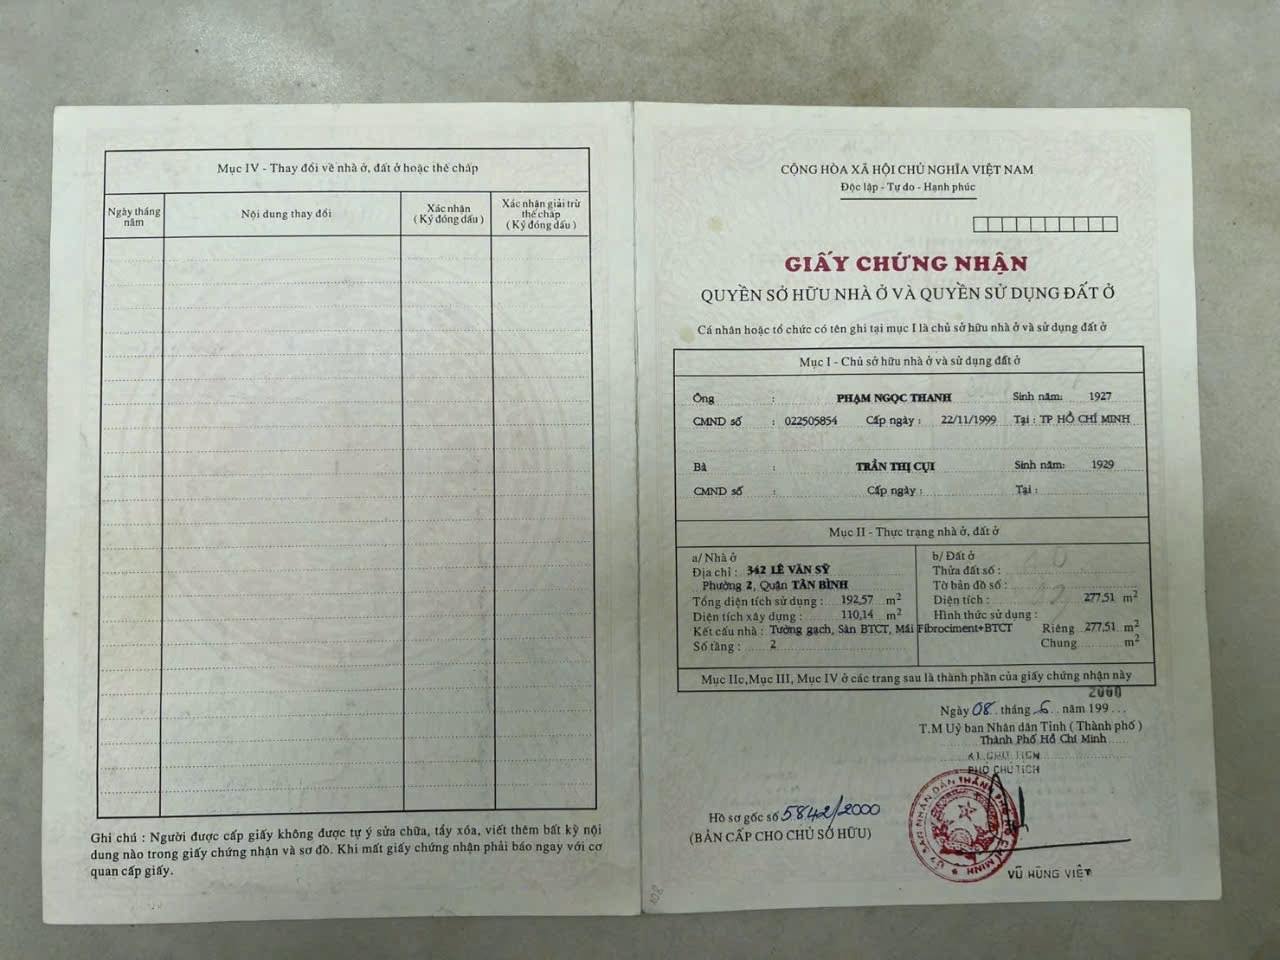 Mục IV - Thay đổi về nhà ở, đất ở hoặc thế chấp
Ngày tháng năm
Nội dung thay đổi
Xác nhận
( Ký đóng dấu )
Xác nhận giải trừ
thế chấp
( Ký đóng dấu )
Ghi chú : Người được cấp giấy không được tự ý sửa chữa, tẩy xóa, viết thêm bất kỳ nội
dung nào trong giấy chứng nhận và sơ đồ. Khi mất giấy chứng nhận phải báo ngay với cơ
quan cấp giấy.
CỘNG HÒA XÃ HỘI CHỦ NGHĨA VIỆT NAM
Độc lập - Tự do - Hạnh phúc
GIẤY CHỨNG NHẬN
QUYỀN SỞ HỮU NHÀ Ở VÀ QUYỀN SỬ DỤNG ĐẤT Ở
Cá nhân hoặc tổ chức có tên ghi tại mục I là chủ sở hữu nhà ở và sử dụng đất ở
Mục I - Chủ sở hữu nhà ở và sử dụng đất ở
Ông : PHẠM NGỌC THANH Sinh năm: 1927
CMND số : 022505854 Cấp ngày : 22/11/1999 Tại : TP HỒ CHÍ MINH
Bà : TRẦN THỊ CỤI Sinh năm: 1929
CMND số : Cấp ngày : Tại :
Mục II - Thực trạng nhà ở, đất ở
a/ Nhà ở
Địa chỉ : 342 LÊ VĂN SỸ
Phường 2, Quận TÂN BÌNH
Tổng diện tích sử dụng : 192,57 m2
Diện tích xây dựng : 110,14 m2
Kết cấu nhà : Tường gạch, Sàn BTCT, Mái Fibrociment+BTCT
Số tầng : 2
b/ Đất ở
Thửa đất số :
Tờ bản đồ số :
Diện tích : 277,51 m2
Hình thức sử dụng :
Riêng 277,51 m2
Chung m2
Mục IIc,Mục III, Mục IV ở các trang sau là thành phần của giấy chứng nhận này
2000
Ngày 08 tháng 6 năm 199
T.M Uỷ ban Nhân dân Tỉnh ( Thành phố )
Thành Phố Hồ Chí Minh
KT CHỦ TỊCH
PHÓ CHỦ TỊCH
Hồ sơ gốc số 5842/2000
(BẢN CẤP CHO CHỦ SỞ HỮU)
VŨ HÙNG VIỆT